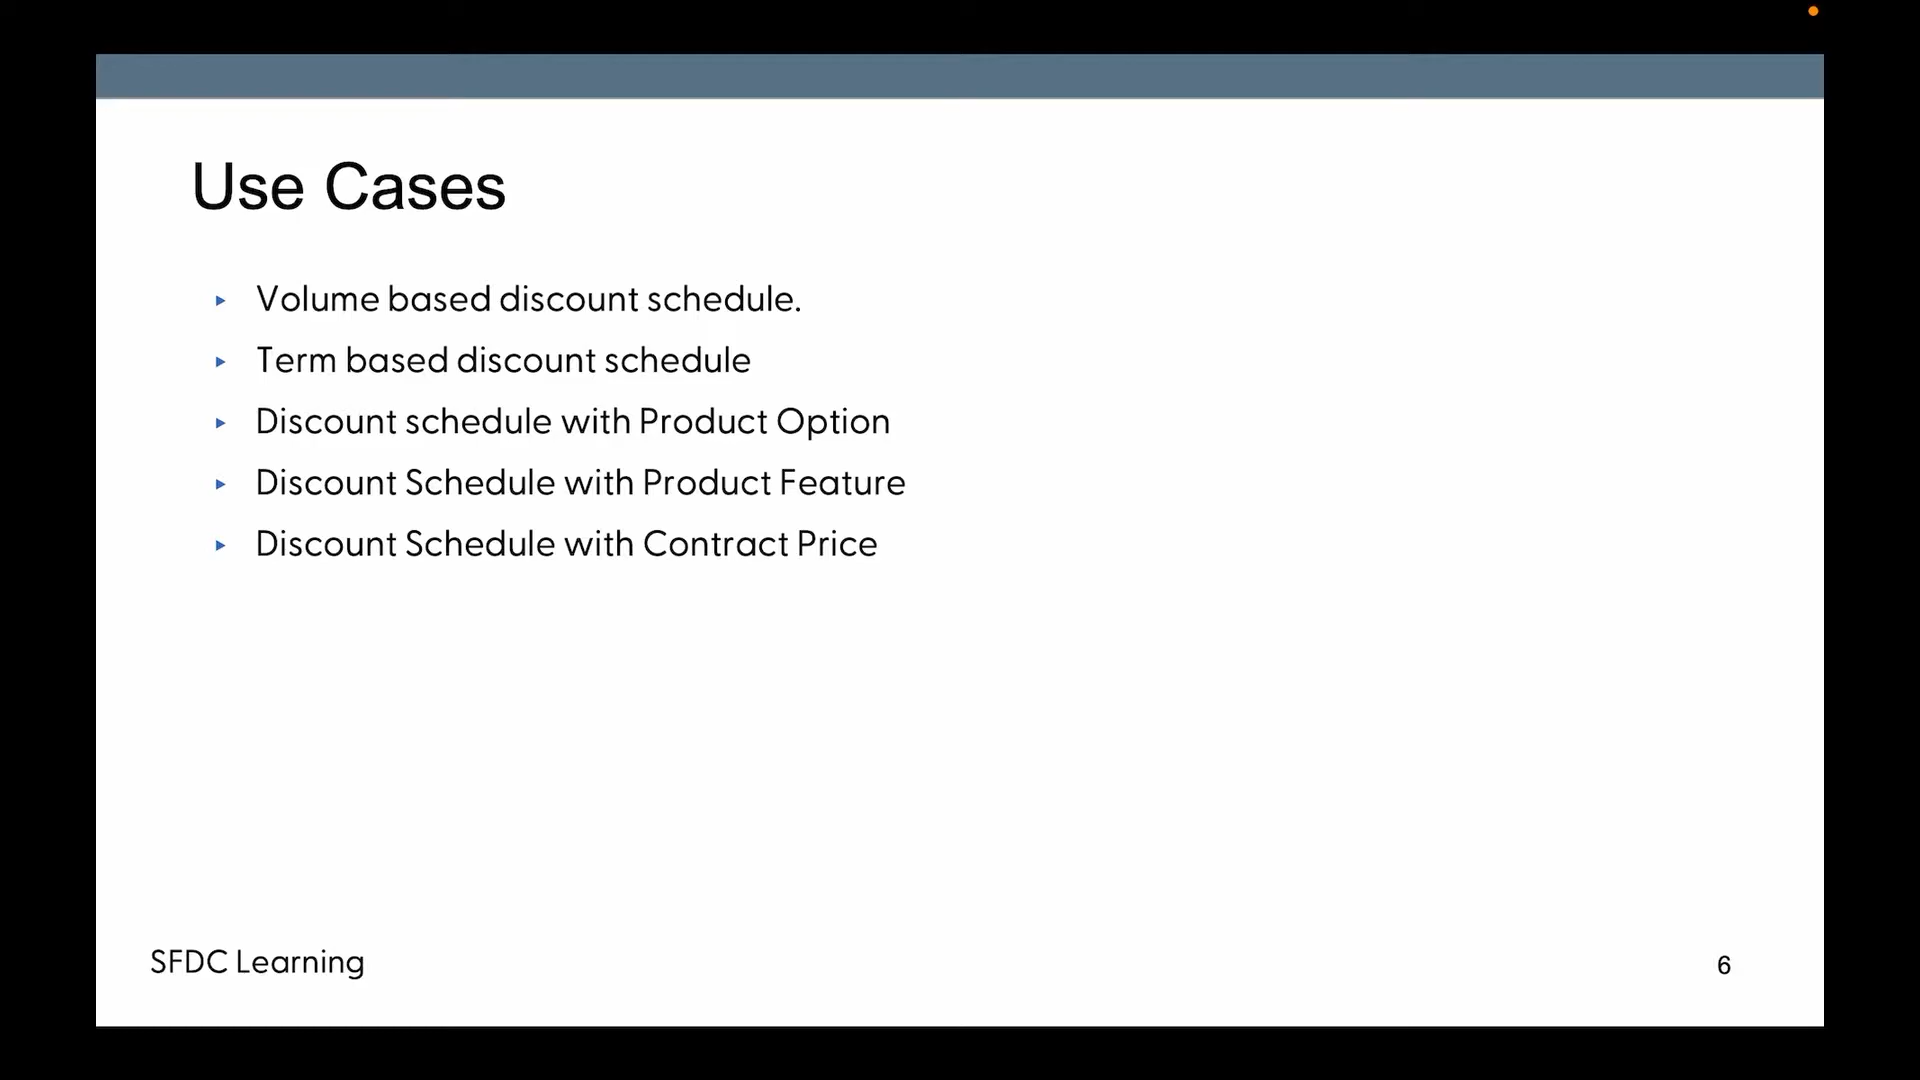 Use Cases
Volume based discount schedule.
Term based discount schedule
Discount schedule with Product Option
Discount Schedule with Product Feature
Discount Schedule with Contract Price
SFDC Learning
6